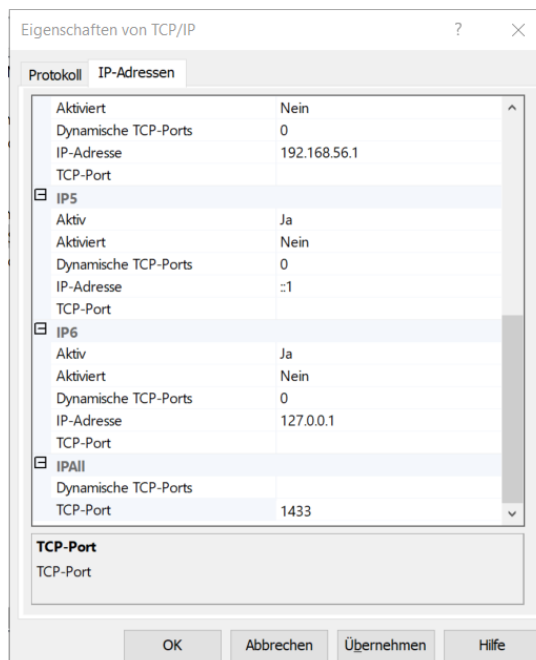 Eigenschaften von TCP/IP
Protokoll IP-Adressen
Aktiviert Nein
Dynamische TCP-Ports 0
IP-Adresse 192.168.56.1
TCP-Port
IP5
Aktiv Ja
Aktiviert Nein
Dynamische TCP-Ports 0
IP-Adresse ::1
TCP-Port
IP6
Aktiv Ja
Aktiviert Nein
Dynamische TCP-Ports 0
IP-Adresse 127.0.0.1
TCP-Port
IPAll
Dynamische TCP-Ports
TCP-Port 1433
TCP-Port
TCP-Port
OK Abbrechen Übernehmen Hilfe